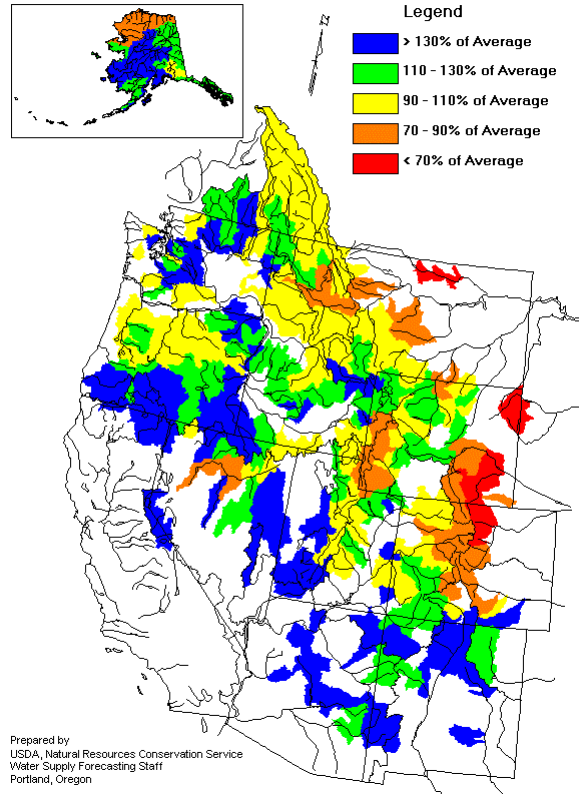 Legend
> 130% of Average
110 - 130% of Average
90 - 110% of Average
70 - 90% of Average
< 70% of Average
Prepared by
USDA, Natural Resources Conservation Service
Water Supply Forecasting Staff
Portland, Oregon